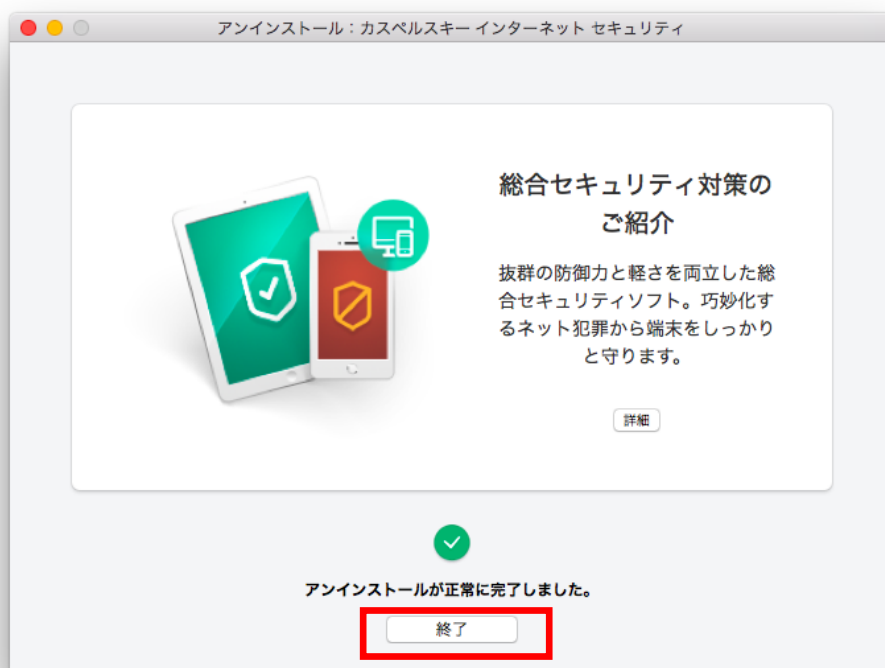 アンインストール：カスペルスキー インターネット セキュリティ
総合セキュリティ対策の
ご紹介
抜群の防御力と軽さを両立した総
合セキュリティソフト。巧妙化す
るネット犯罪から端末をしっかり
と守ります。
詳細
アンインストールが正常に完了しました。
終了